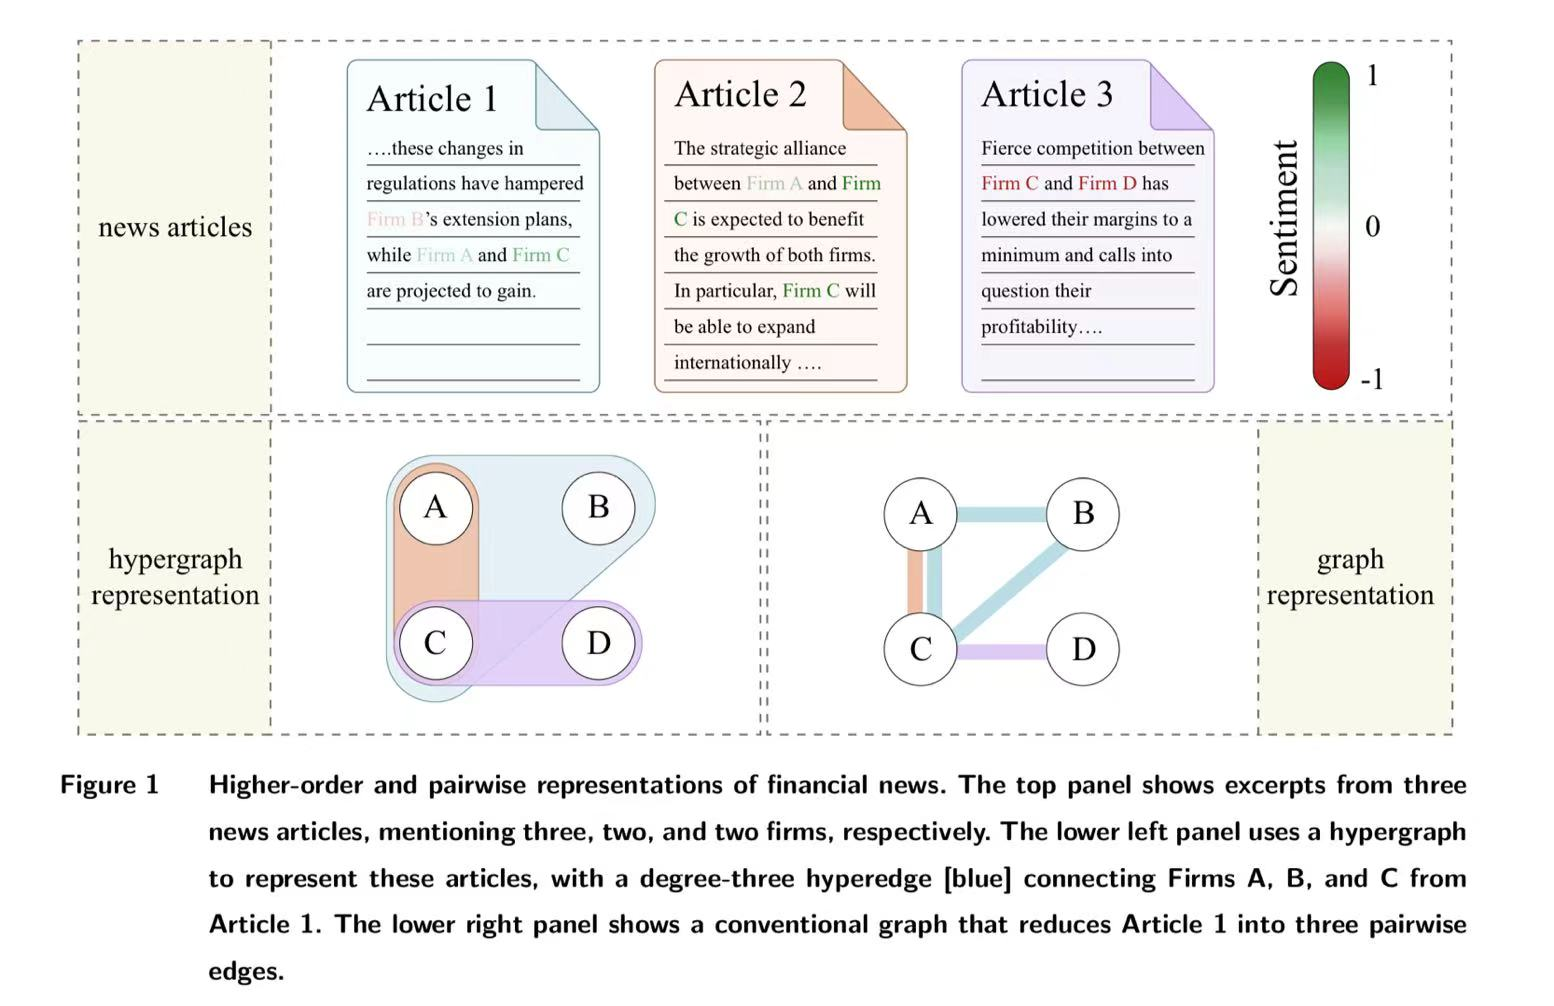 news articles
Article 1
….these changes in
regulations have hampered
Firm B's extension plans,
while Firm A and Firm C
are projected to gain.
Article 2
The strategic alliance
between Firm A and Firm
C is expected to benefit
the growth of both firms.
In particular, Firm C will
be able to expand
internationally ….
Article 3
Fierce competition between
Firm C and Firm D has
lowered their margins to a
minimum and calls into
question their
profitability….
Sentiment
1
0
-1
hypergraph
representation
A
B
C
D
A
B
C
D
graph
representation
Figure 1 Higher-order and pairwise representations of financial news. The top panel shows excerpts from three
news articles, mentioning three, two, and two firms, respectively. The lower left panel uses a hypergraph
to represent these articles, with a degree-three hyperedge [blue] connecting Firms A, B, and C from
Article 1. The lower right panel shows a conventional graph that reduces Article 1 into three pairwise
edges.